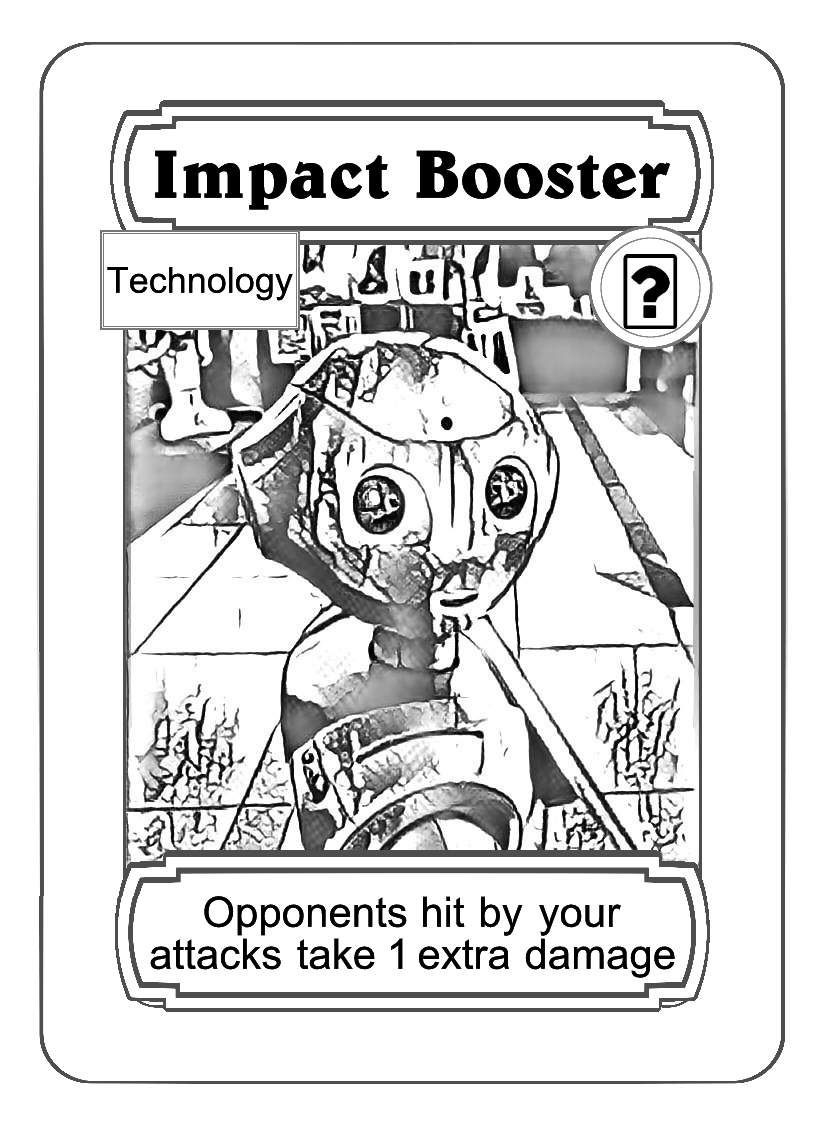 Impact Booster
Technology
?
Opponents hit by your
attacks take 1 extra damage